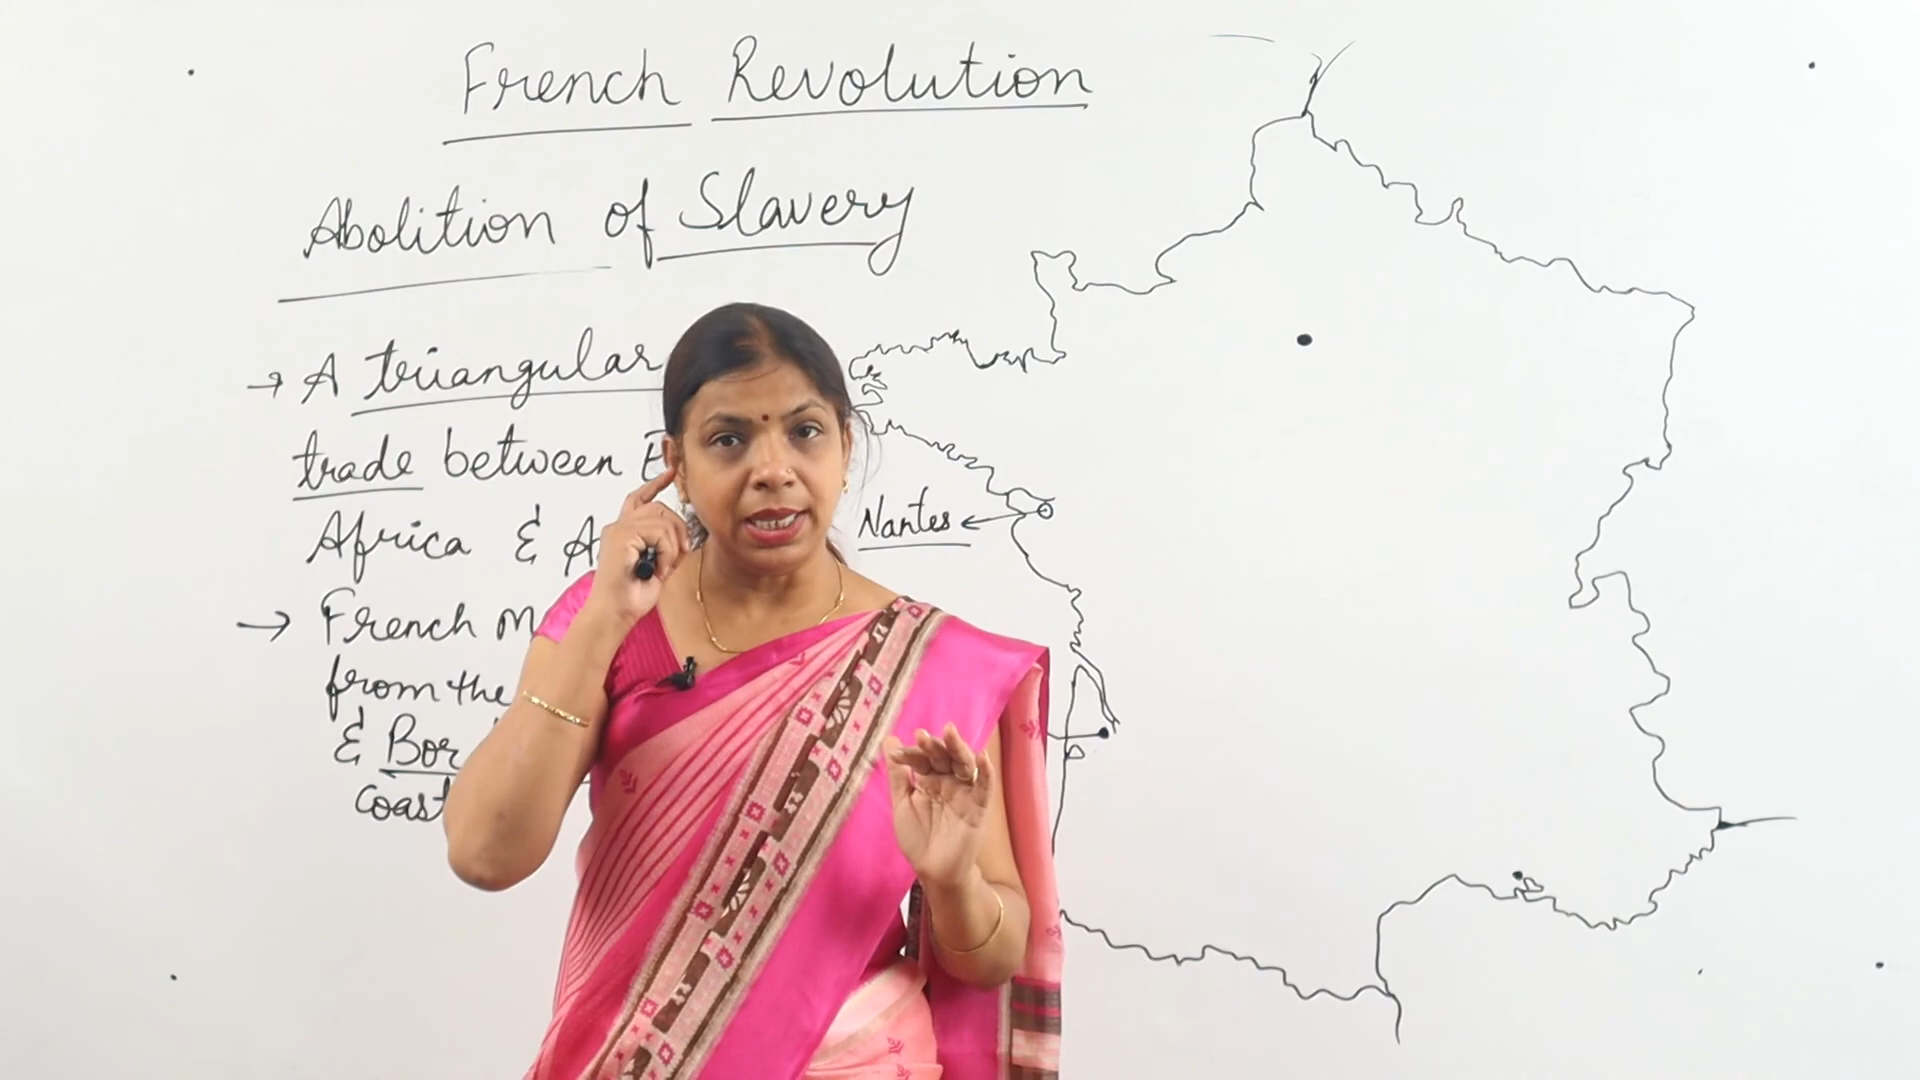 French Revolution
Abolition of Slavery
→ A triangular
trade between
Africa & A
→ French m
from the
& Bor
coast
Nantes